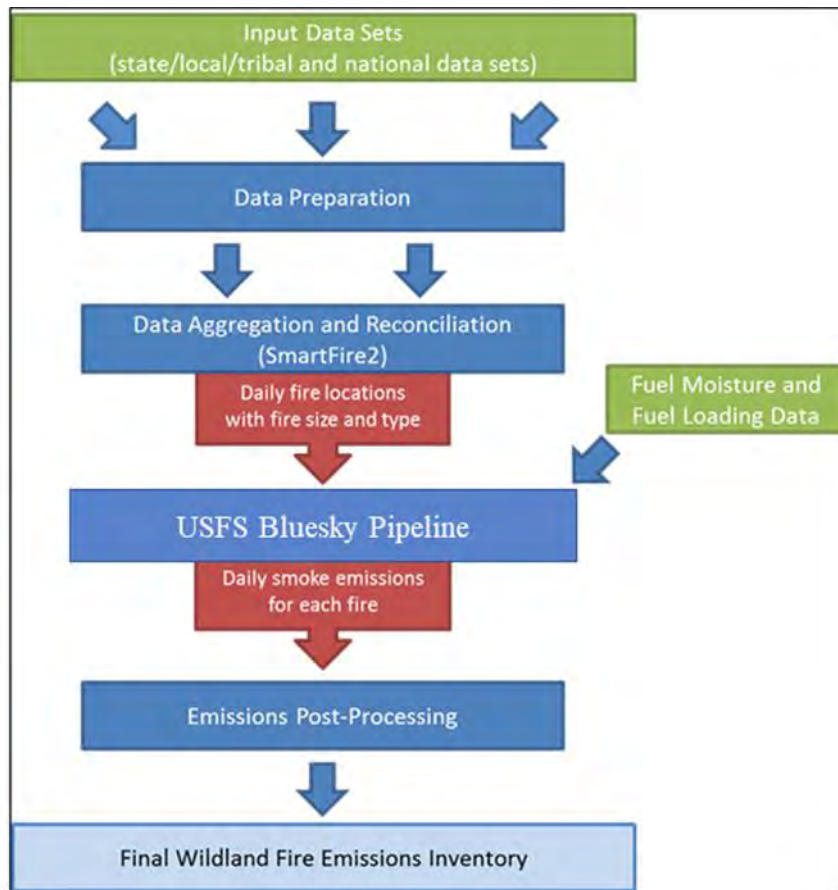 Input Data Sets
(state/local/tribal and national data sets)
Data Preparation
Data Aggregation and Reconciliation
(SmartFire2)
Daily fire locations
with fire size and type
Fuel Moisture and
Fuel Loading Data
USFS Bluesky Pipeline
Daily smoke emissions
for each fire
Emissions Post-Processing
Final Wildland Fire Emissions Inventory